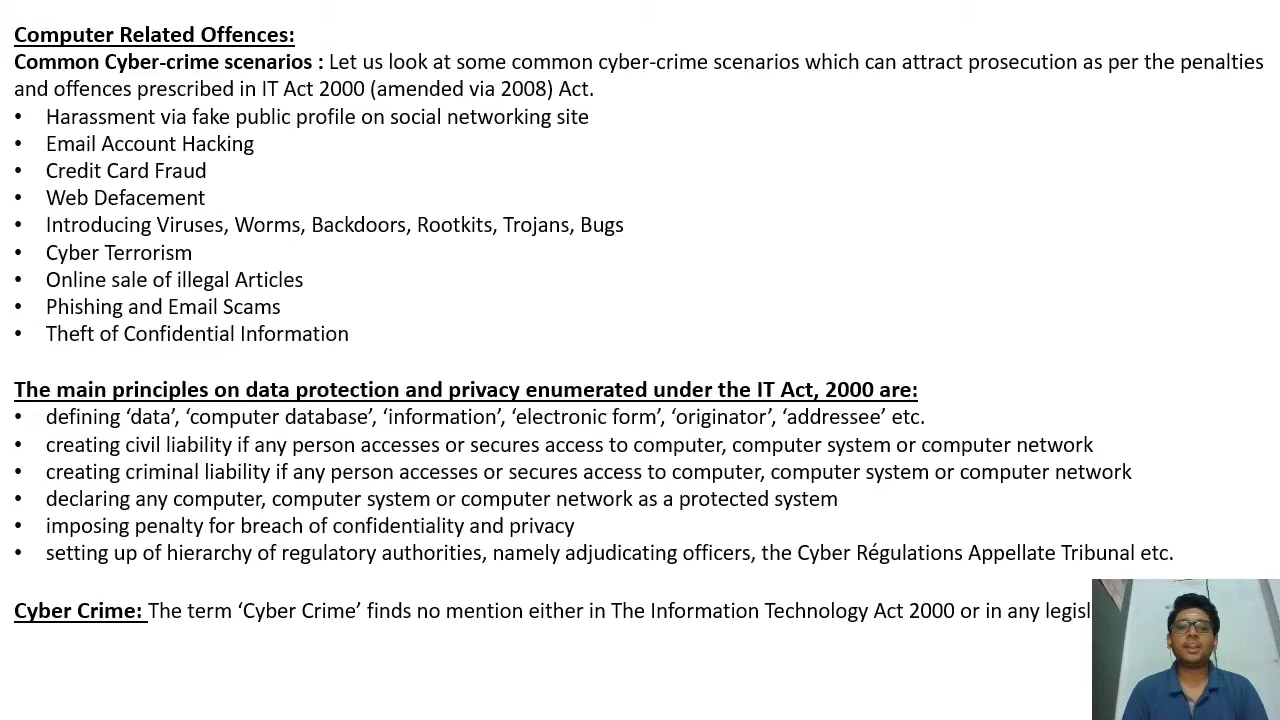 Computer Related Offences:
Common Cyber-crime scenarios : Let us look at some common cyber-crime scenarios which can attract prosecution as per the penalties
and offences prescribed in IT Act 2000 (amended via 2008) Act.
• Harassment via fake public profile on social networking site
• Email Account Hacking
• Credit Card Fraud
• Web Defacement
• Introducing Viruses, Worms, Backdoors, Rootkits, Trojans, Bugs
• Cyber Terrorism
• Online sale of illegal Articles
• Phishing and Email Scams
• Theft of Confidential Information
The main principles on data protection and privacy enumerated under the IT Act, 2000 are:
• defining ‘data’, ‘computer database’, ‘information’, ‘electronic form’, ‘originator’, ‘addressee’ etc.
• creating civil liability if any person accesses or secures access to computer, computer system or computer network
• creating criminal liability if any person accesses or secures access to computer, computer system or computer network
• declaring any computer, computer system or computer network as a protected system
• imposing penalty for breach of confidentiality and privacy
• setting up of hierarchy of regulatory authorities, namely adjudicating officers, the Cyber Régulations Appellate Tribunal etc.
Cyber Crime: The term ‘Cyber Crime’ finds no mention either in The Information Technology Act 2000 or in any